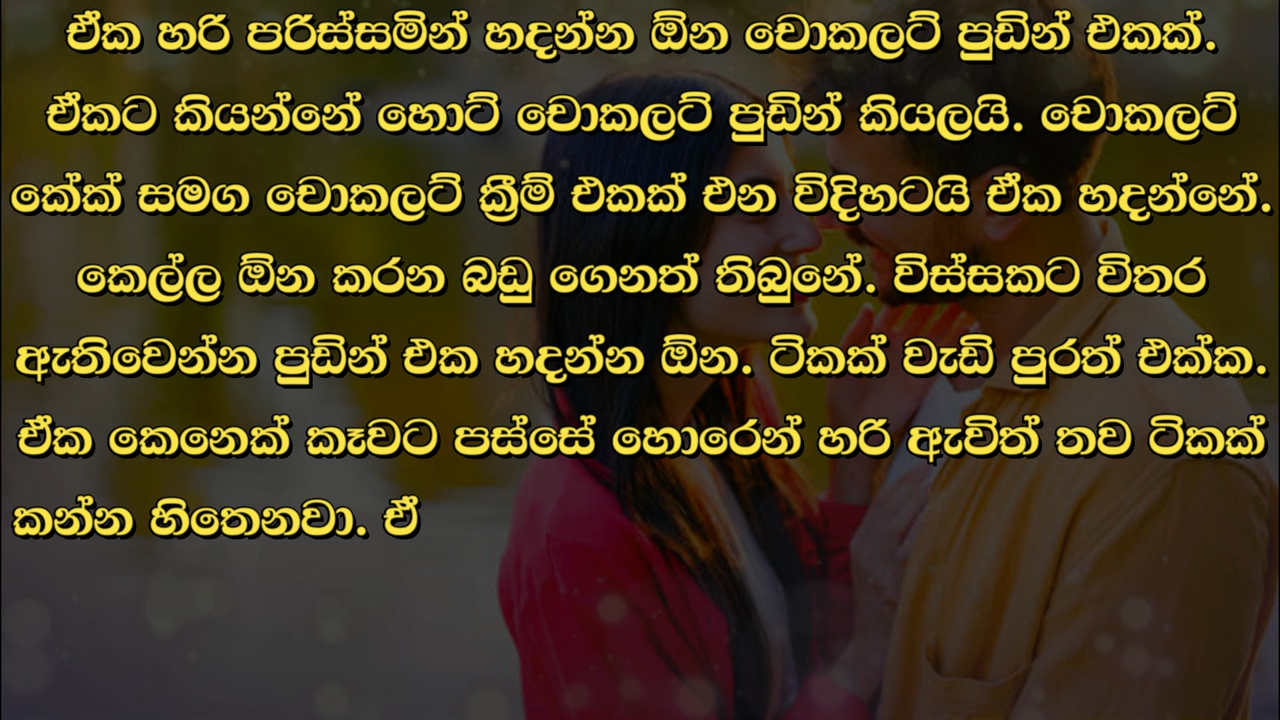 ඒක හරි පරිස්සමින් හදන්න ඕන චොකලට් පුඩින් එකක්.
ඒකට කියන්නේ හොට් චොකලට් පුඩින් කියලයි. චොකලට්
කේක් සමග චොකලට් ක්‍රීම් එකක් එන විදිහටයි ඒක හදන්නේ.
කෙල්ල ඕන කරන බඩු ගෙනත් තිබුනේ. විස්සකට විතර
ඇතිවෙන්න පුඩින් එක හදන්න ඕන. ටිකක් වැඩි පුරත් එක්ක.
ඒක කෙනෙක් කෑවට පස්සේ හොරෙන් හරි ඇවිත් තව ටිකක්
කන්න හිතෙනවා. ඒ